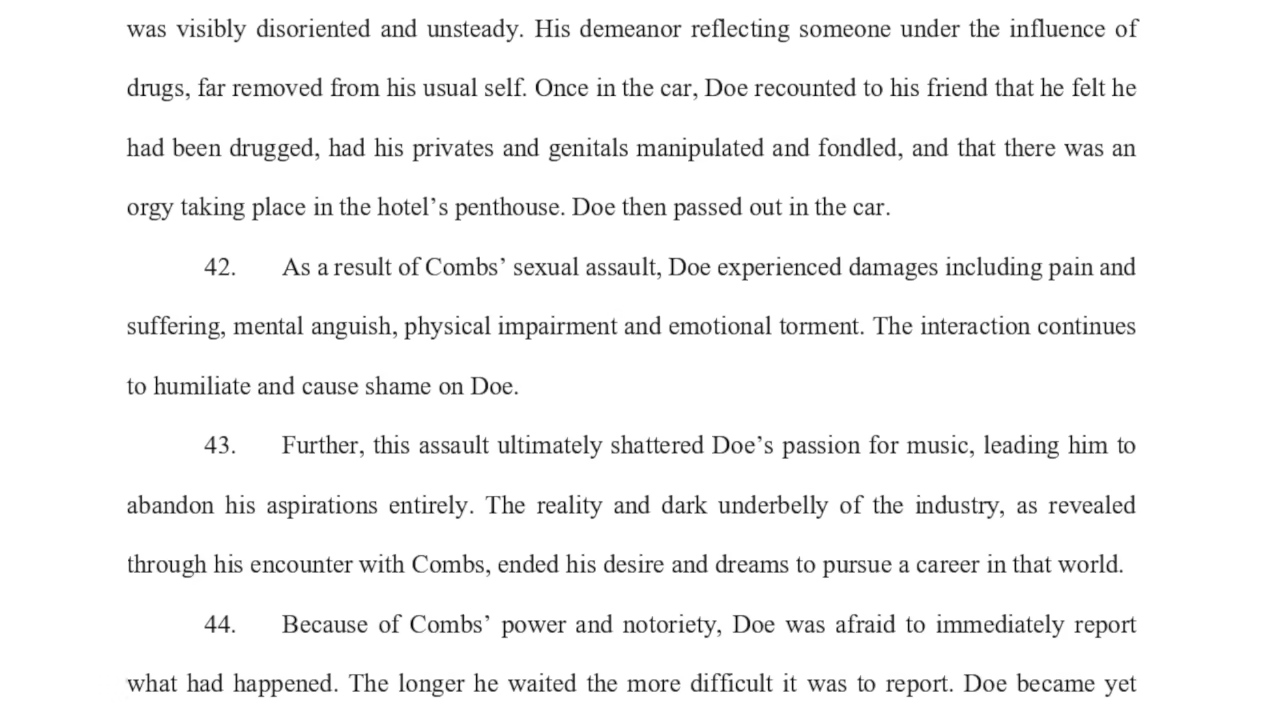 was visibly disoriented and unsteady. His demeanor reflecting someone under the influence of
drugs, far removed from his usual self. Once in the car, Doe recounted to his friend that he felt he
had been drugged, had his privates and genitals manipulated and fondled, and that there was an
orgy taking place in the hotel’s penthouse. Doe then passed out in the car.
42. As a result of Combs’ sexual assault, Doe experienced damages including pain and
suffering, mental anguish, physical impairment and emotional torment. The interaction continues
to humiliate and cause shame on Doe.
43. Further, this assault ultimately shattered Doe’s passion for music, leading him to
abandon his aspirations entirely. The reality and dark underbelly of the industry, as revealed
through his encounter with Combs, ended his desire and dreams to pursue a career in that world.
44. Because of Combs’ power and notoriety, Doe was afraid to immediately report
what had happened. The longer he waited the more difficult it was to report. Doe became yet